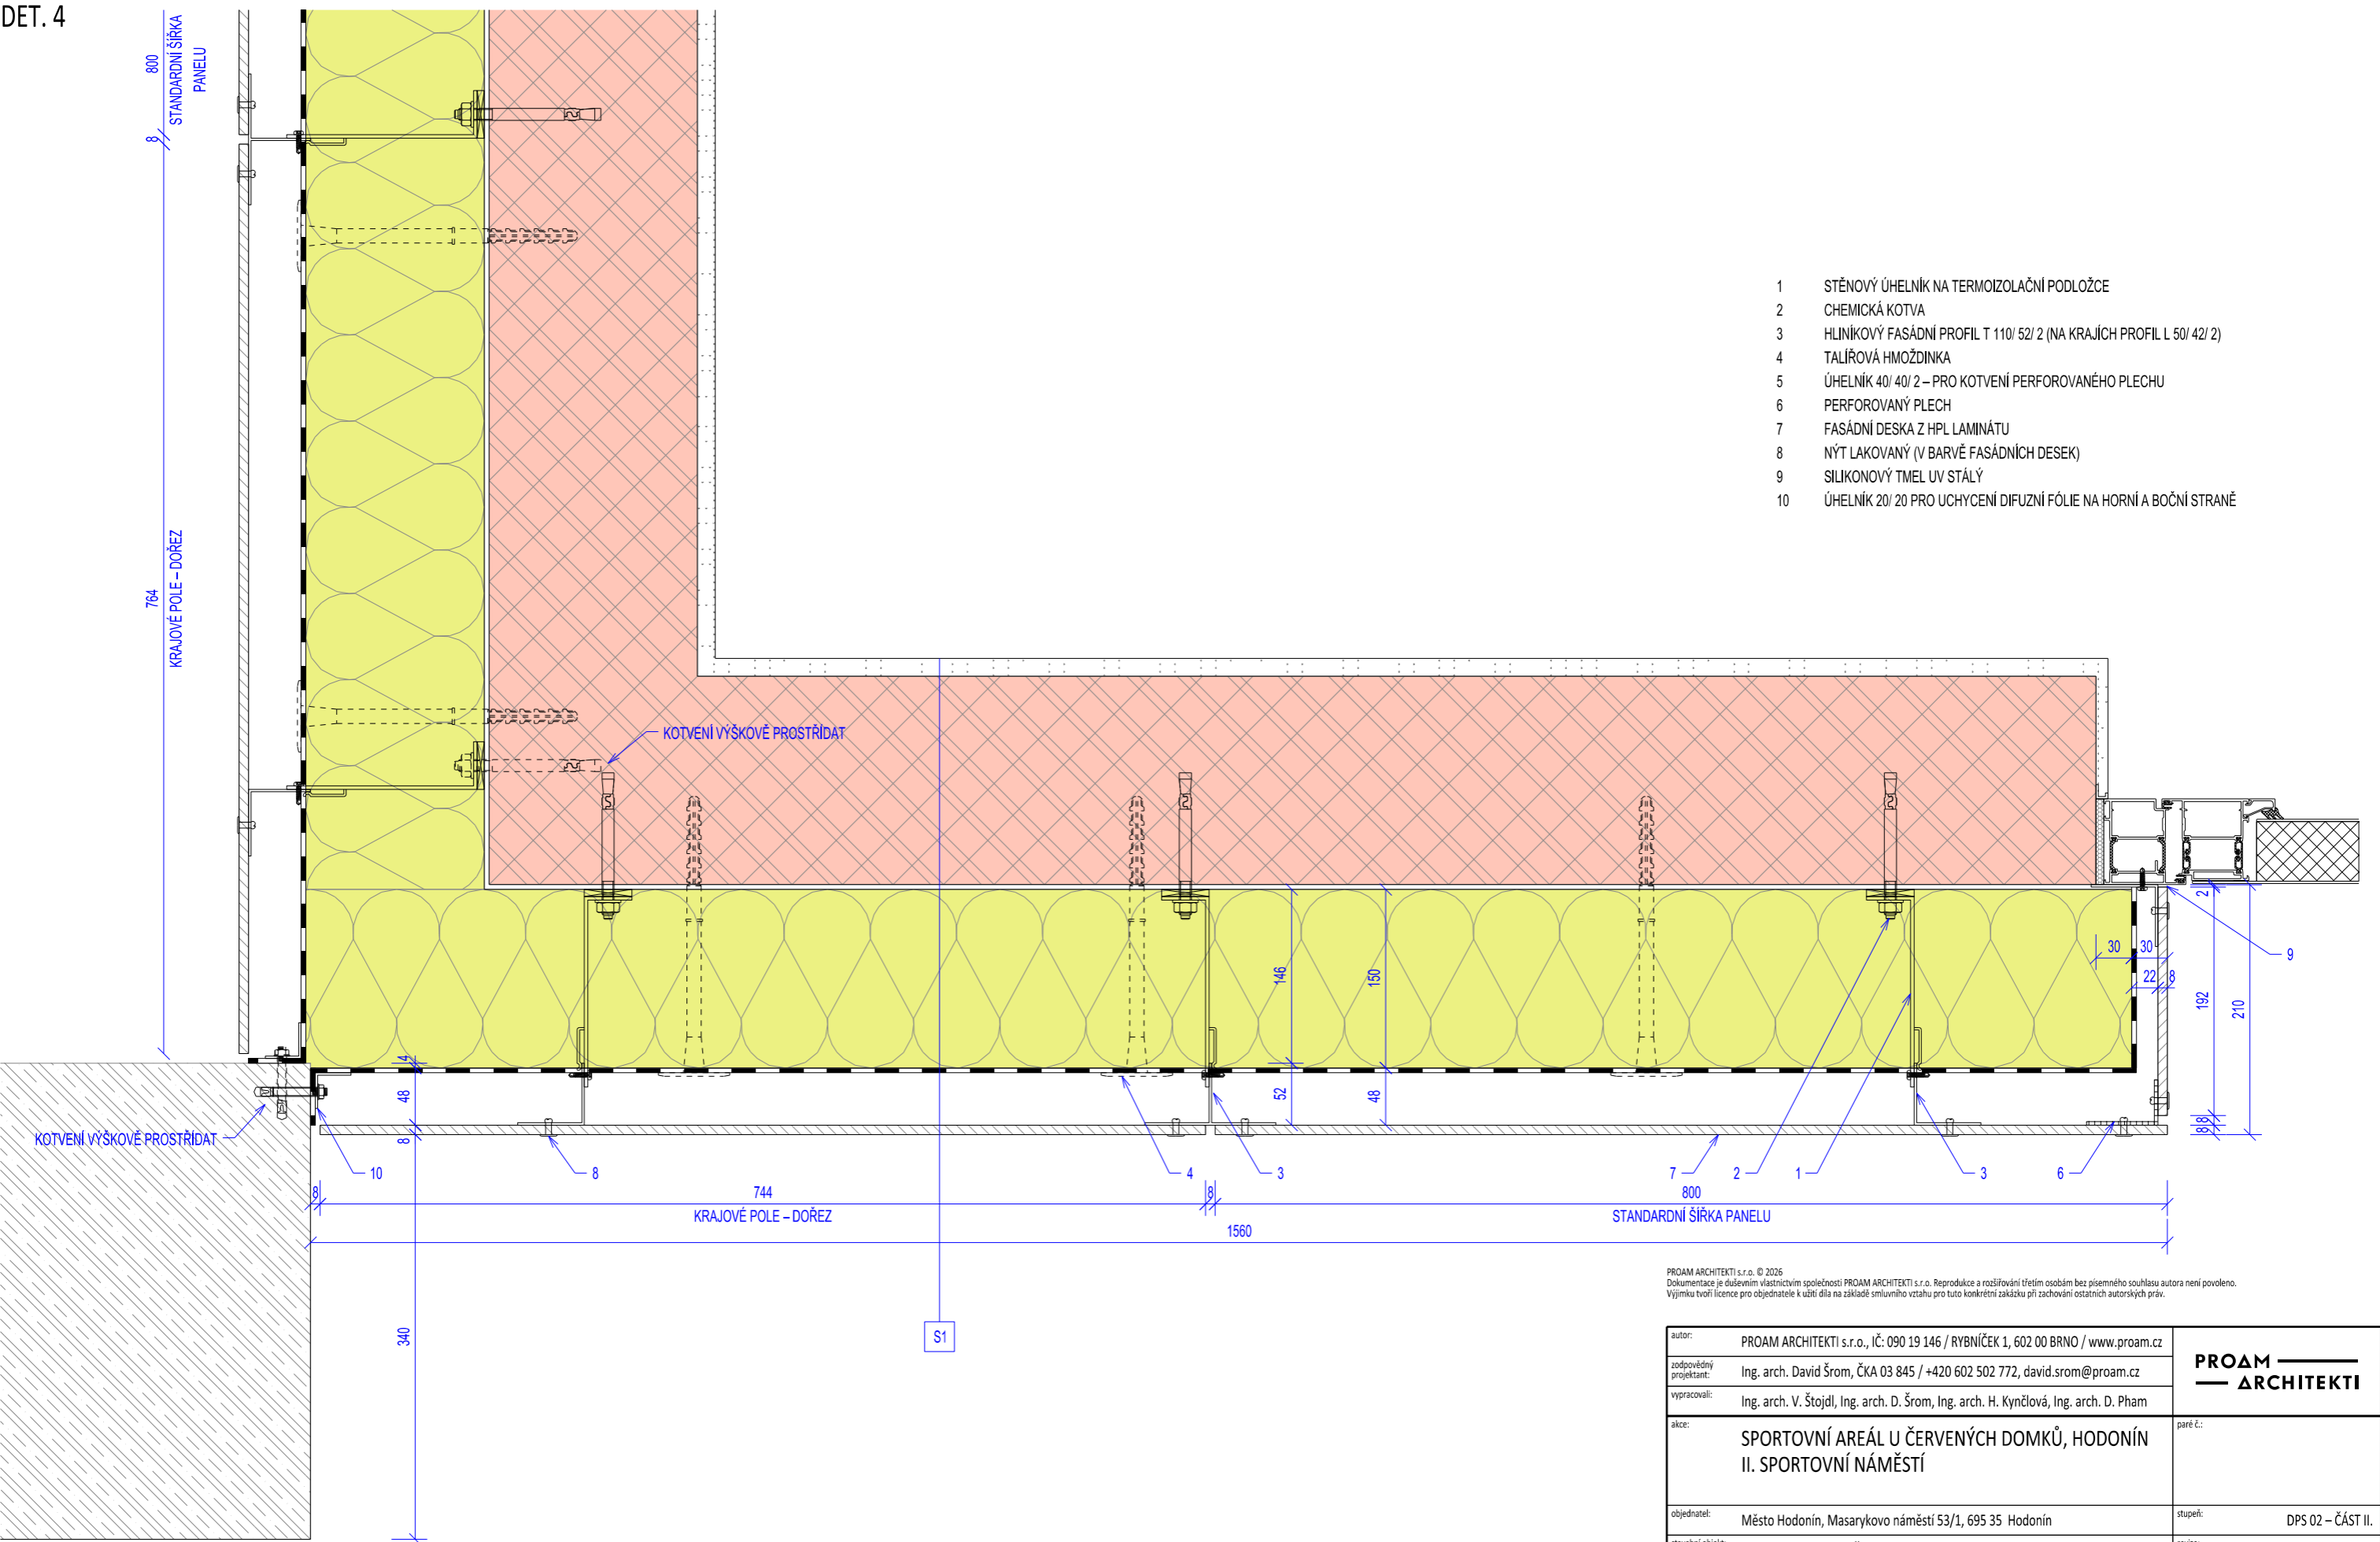 DET. 4
800
STANDARDNÍ ŠÍŘKA
PANELU
8
764
KRAJOVÉ POLE – DOŘEZ
1 STĚNOVÝ ÚHELNÍK NA TERMOIZOLAČNÍ PODLOŽCE
2 CHEMICKÁ KOTVA
3 HLINÍKOVÝ FASÁDNÍ PROFIL T 110/ 52/ 2 (NA KRAJÍCH PROFIL L 50/ 42/ 2)
4 TALÍŘOVÁ HMOŽDINKA
5 ÚHELNÍK 40/ 40/ 2 – PRO KOTVENÍ PERFOROVANÉHO PLECHU
6 PERFOROVANÝ PLECH
7 FASÁDNÍ DESKA Z HPL LAMINÁTU
8 NÝT LAKOVANÝ (V BARVĚ FASÁDNÍCH DESEK)
9 SILIKONOVÝ TMEL UV STÁLÝ
10 ÚHELNÍK 20/ 20 PRO UCHYCENÍ DIFUZNÍ FÓLIE NA HORNÍ A BOČNÍ STRANĚ
KOTVENÍ VÝŠKOVĚ PROSTŘÍDAT
146
150
2
30 30
9
22 8
192
210
4
48
52
48
8 8
8
KOTVENÍ VÝŠKOVĚ PROSTŘÍDAT
10
8
4
3
7
2
1
3
6
8
744
8
800
KRAJOVÉ POLE – DOŘEZ
STANDARDNÍ ŠÍŘKA PANELU
1560
340
S1
PROAM ARCHITEKTI s.r.o. © 2026
Dokumentace je duševním vlastnictvím společnosti PROAM ARCHITEKTI s.r.o. Reprodukce a rozšiřování třetím osobám bez písemného souhlasu autora není povoleno.
Výjimku tvoří licence pro objednatele k užití díla na základě smluvního vztahu pro tuto konkrétní zakázku při zachování ostatních autorských práv.
autor: PROAM ARCHITEKTI s.r.o., IČ: 090 19 146 / RYBNÍČEK 1, 602 00 BRNO / www.proam.cz
zodpovědný
projektant: Ing. arch. David Šrom, ČKA 03 845 / +420 602 502 772, david.srom@proam.cz
vypracovali: Ing. arch. V. Štojdl, Ing. arch. D. Šrom, Ing. arch. H. Kynčlová, Ing. arch. D. Pham
PROAM
ARCHITEKTI
akce: SPORTOVNÍ AREÁL U ČERVENÝCH DOMKŮ, HODONÍN
II. SPORTOVNÍ NÁMĚSTÍ
paré č.:
objednatel: Město Hodonín, Masarykovo náměstí 53/1, 695 35 Hodonín
stupeň: DPS 02 – ČÁST II.